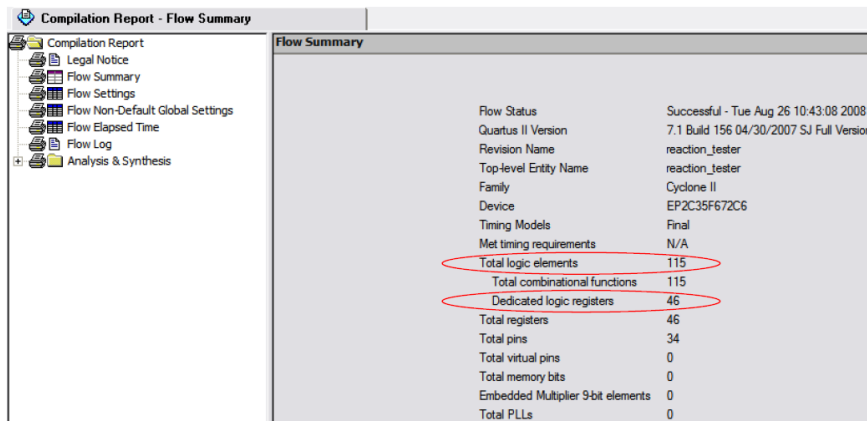 Compilation Report - Flow Summary
Compilation Report
Legal Notice
Flow Summary
Flow Settings
Flow Non-Default Global Settings
Flow Elapsed Time
Flow Log
Analysis & Synthesis
Flow Summary
Flow Status Successful - Tue Aug 26 10:43:08 2008
Quartus II Version 7.1 Build 156 04/30/2007 SJ Full Version
Revision Name reaction_tester
Top-level Entity Name reaction_tester
Family Cyclone II
Device EP2C35F672C6
Timing Models Final
Met timing requirements N/A
Total logic elements 115
Total combinational functions 115
Dedicated logic registers 46
Total registers 46
Total pins 34
Total virtual pins 0
Total memory bits 0
Embedded Multiplier 9-bit elements 0
Total PLLs 0